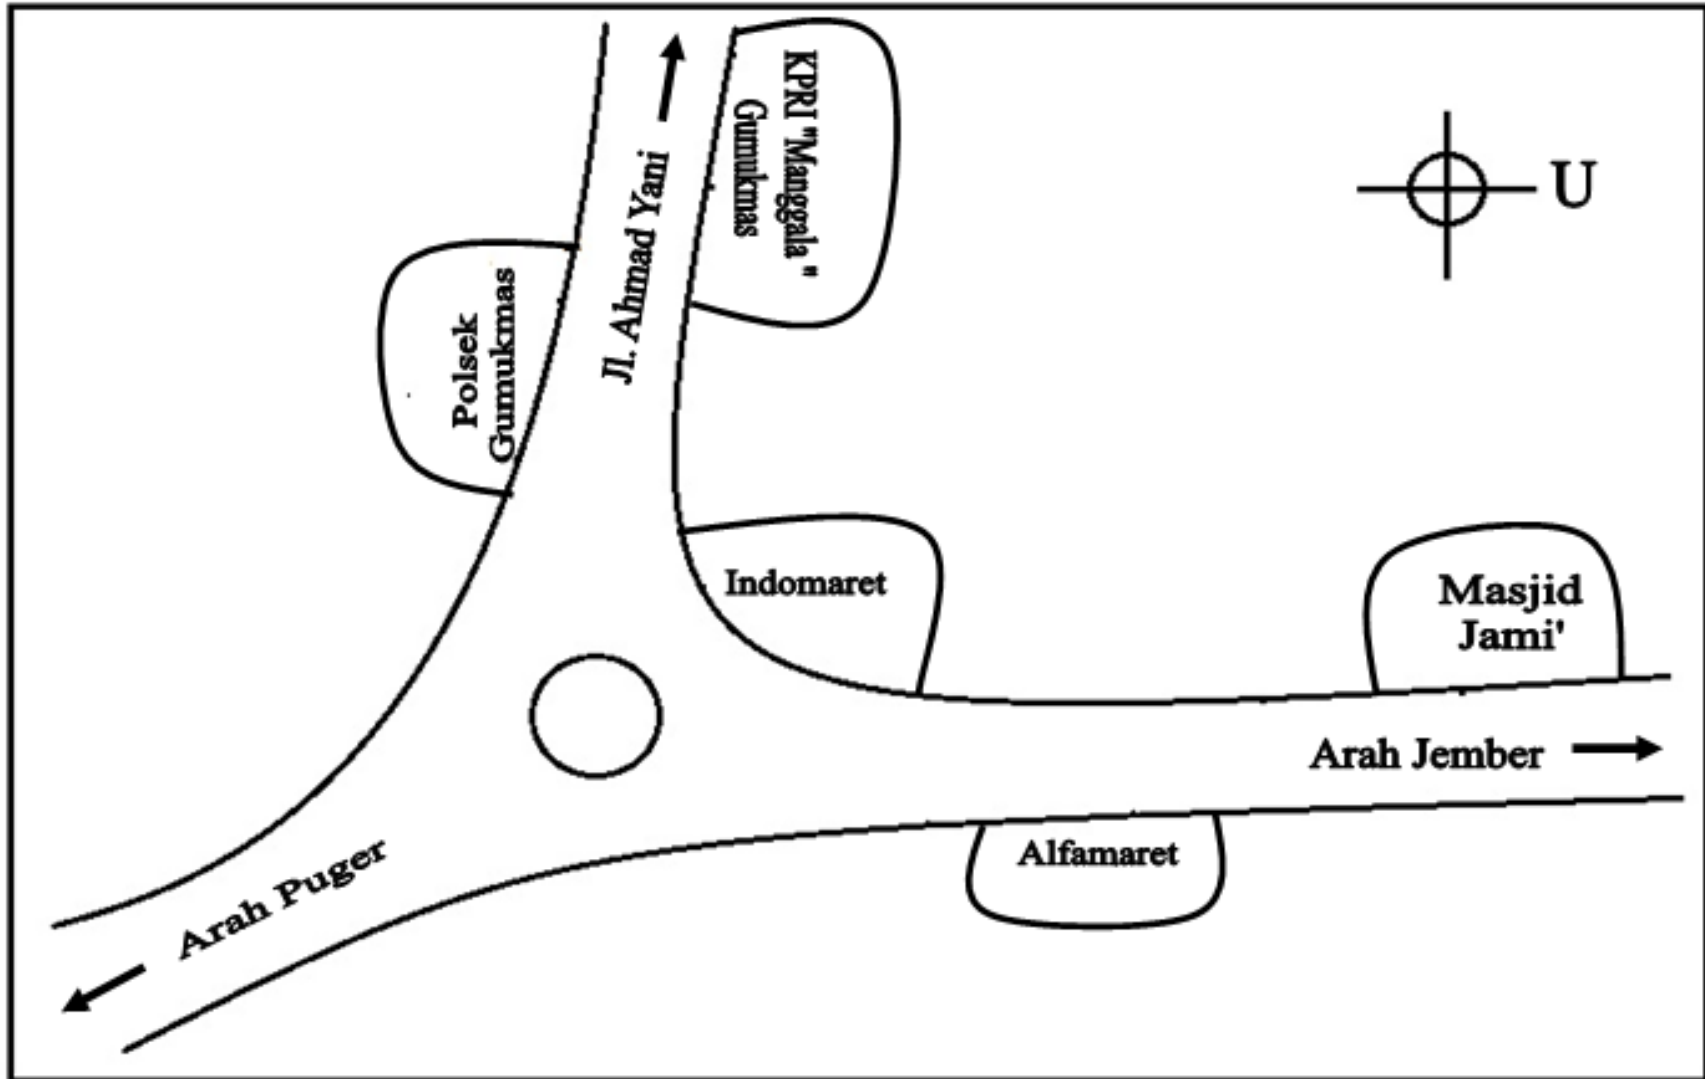 KPRI "Manggala "
Gumukmas
U
Jl. Ahmad Yani
Polsek
Gumukmas
Indomaret
Masjid
Jami'
Arah Jember
Alfamaret
Arah Puger